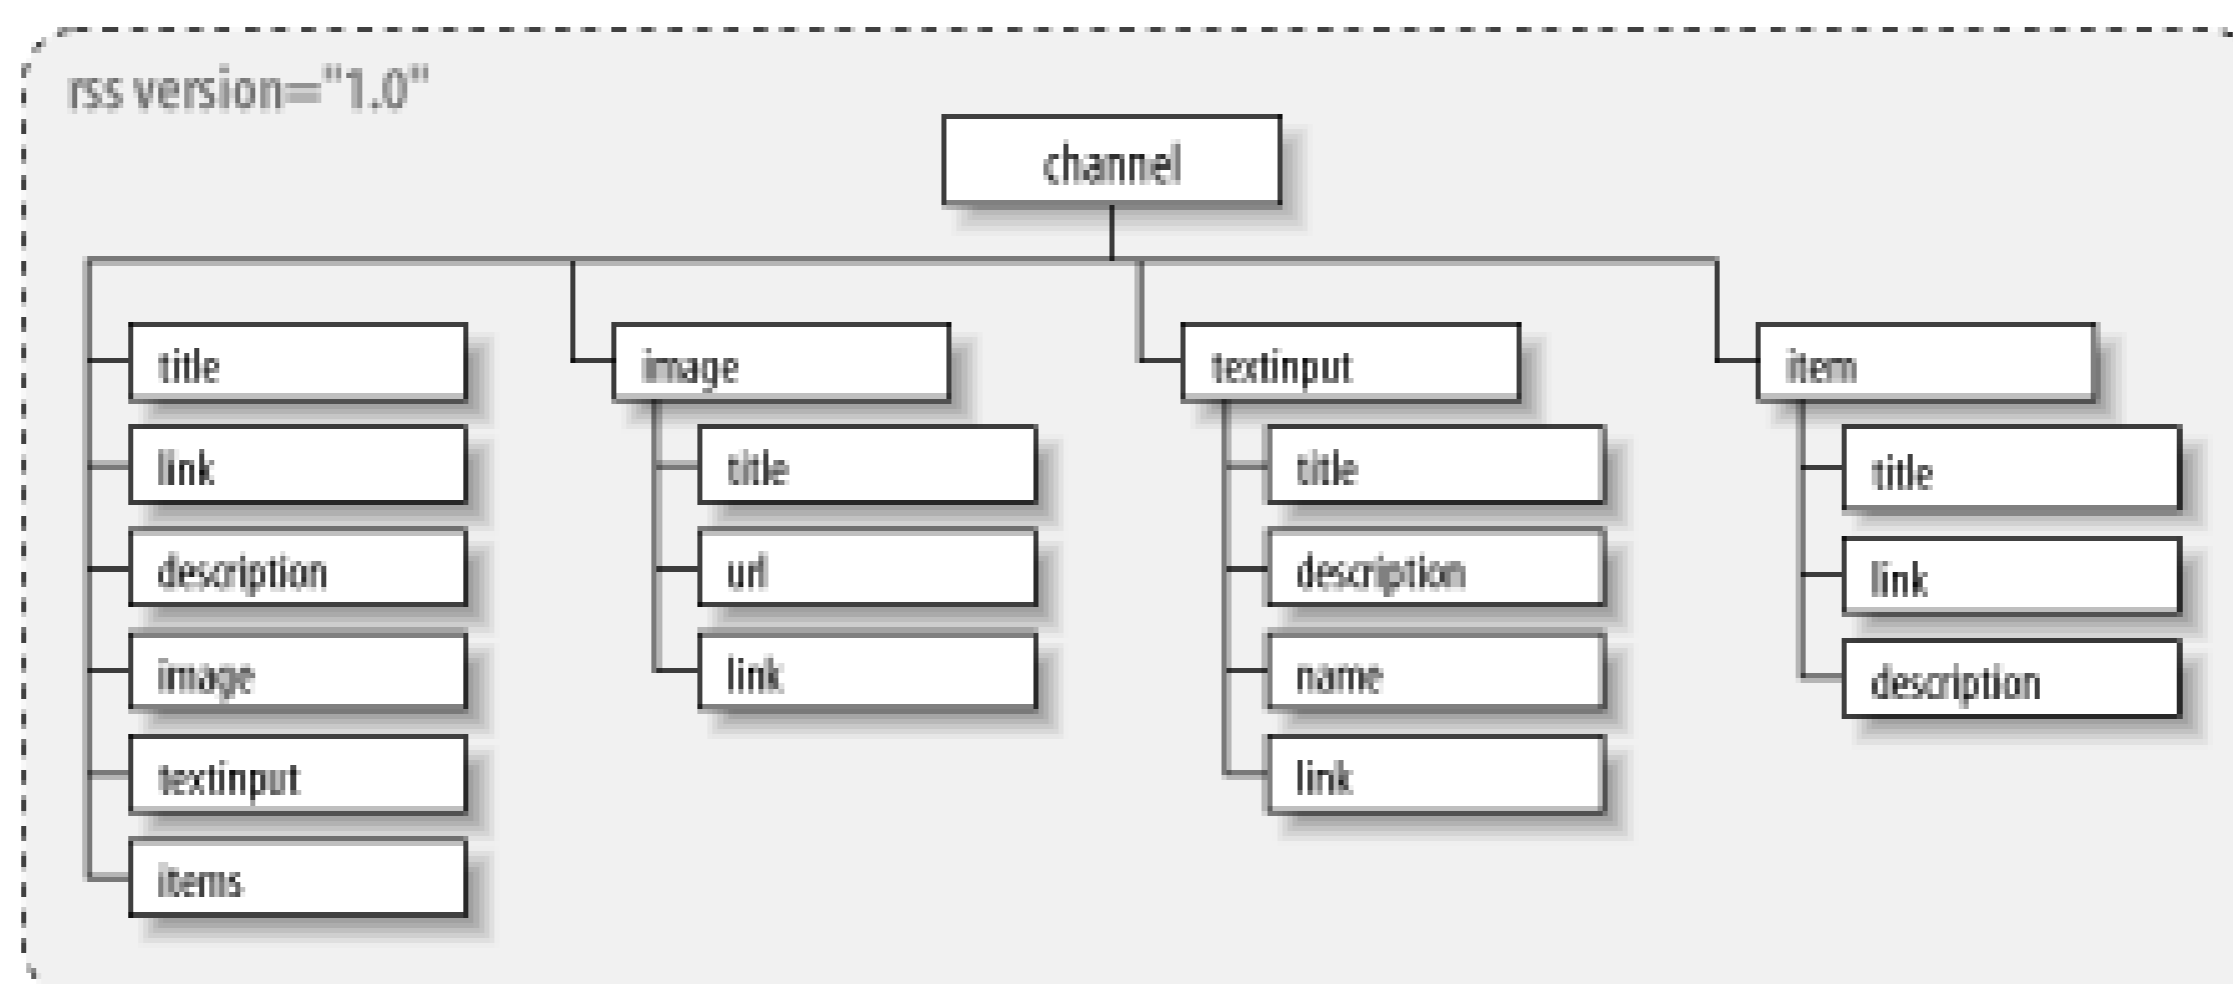 rss version="1.0"
channel
title
link
description
image
textinput
items
image
title
url
link
textinput
title
description
name
link
item
title
link
description